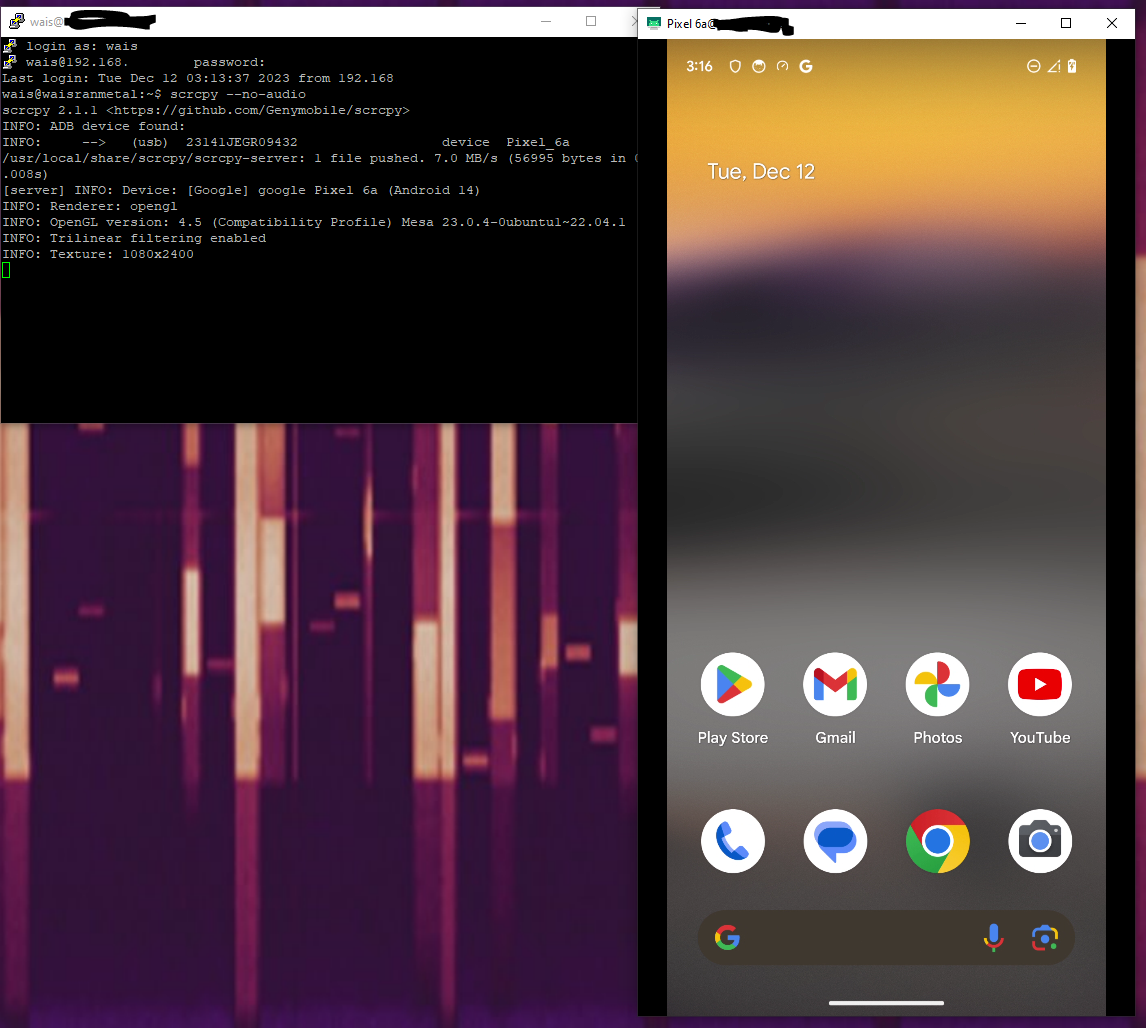 wais@
login as: wais
wais@192.168. password:
Last login: Tue Dec 12 03:13:37 2023 from 192.168
wais@waisranmetal:~$ scrcpy --no-audio
scrcpy 2.1.1 <https://github.com/Genymobile/scrcpy>
INFO: ADB device found:
INFO: --> (usb) 23141JEGR09432 device Pixel_6a
/usr/local/share/scrcpy/scrcpy-server: 1 file pushed. 7.0 MB/s (56995 bytes in 0
.008s)
[server] INFO: Device: [Google] google Pixel 6a (Android 14)
INFO: Renderer: opengl
INFO: OpenGL version: 4.5 (Compatibility Profile) Mesa 23.0.4-0ubuntu1~22.04.1
INFO: Trilinear filtering enabled
INFO: Texture: 1080x2400
Pixel 6a@
3:16
Tue, Dec 12
Play Store Gmail Photos YouTube